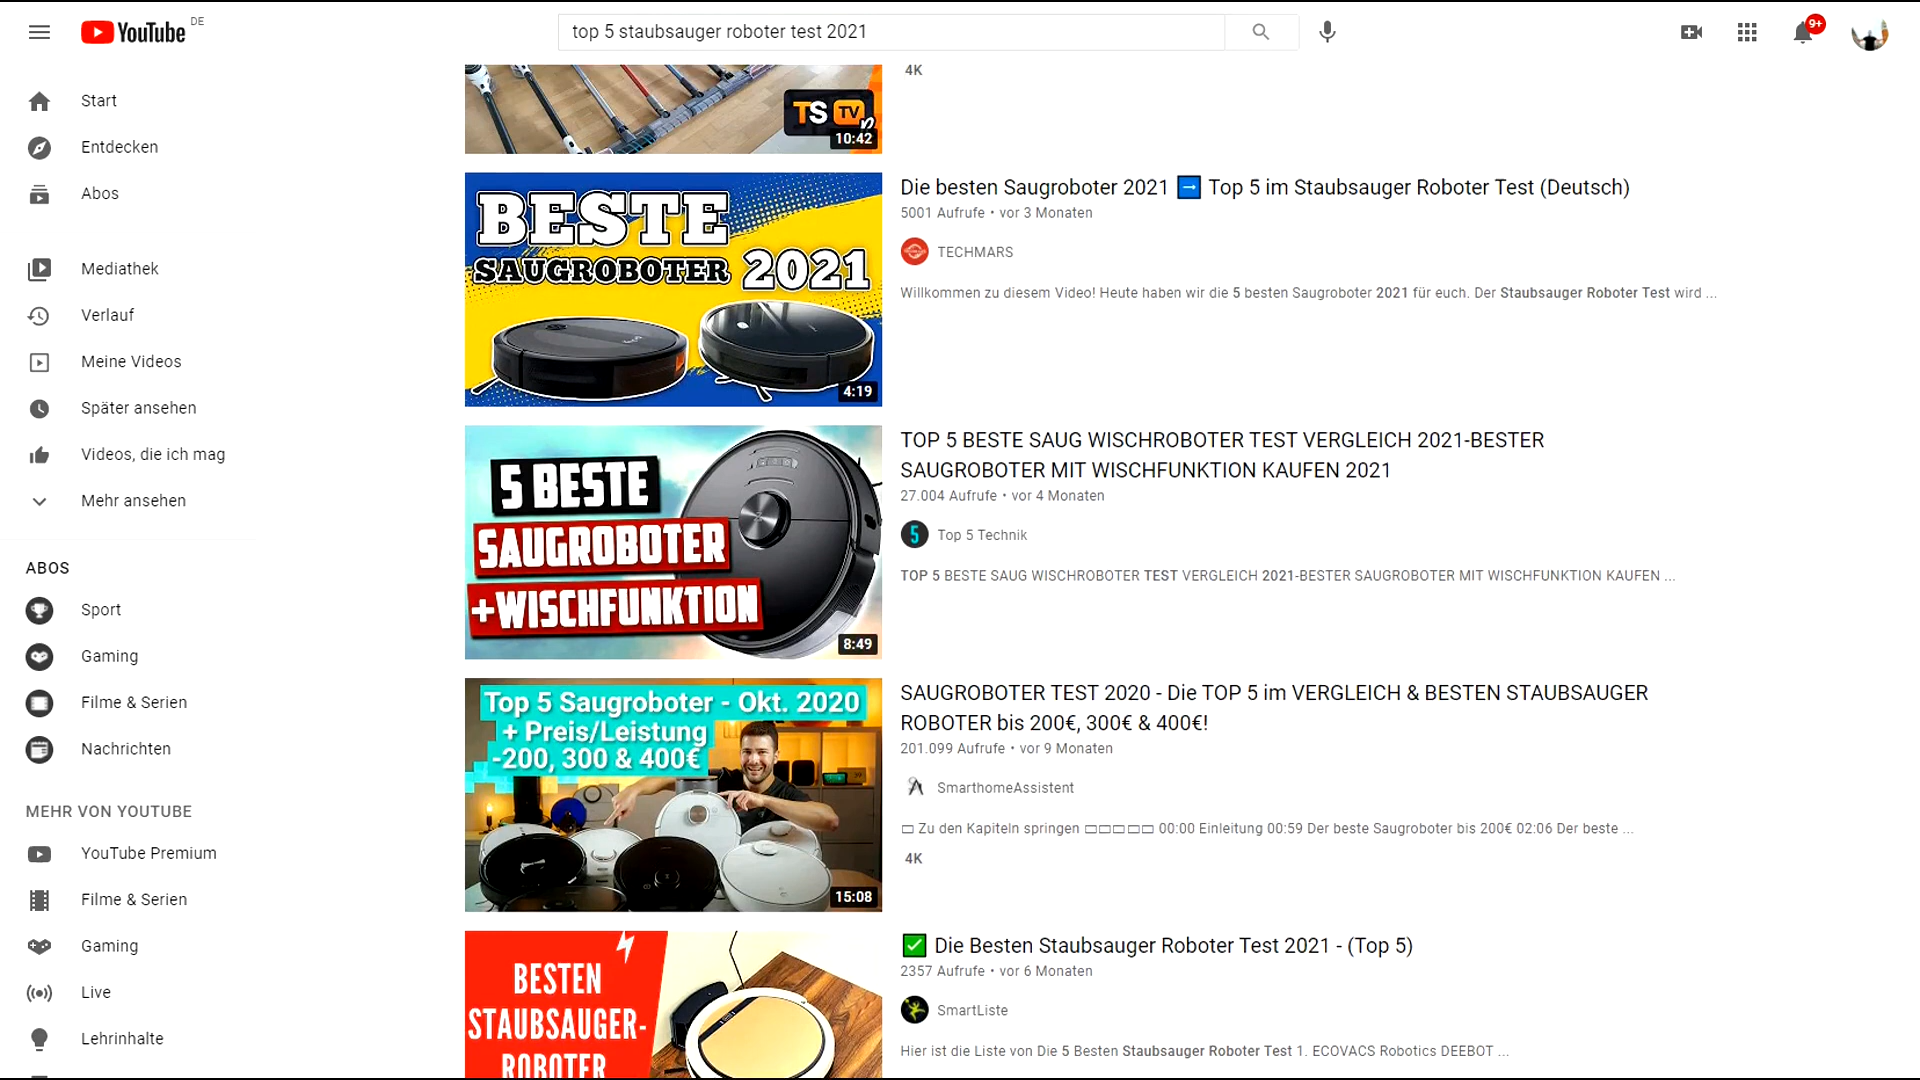 YouTube DE
top 5 staubsauger roboter test 2021
9+
Start
Entdecken
Abos
Mediathek
Verlauf
Meine Videos
Später ansehen
Videos, die ich mag
Mehr ansehen
ABOS
Sport
Gaming
Filme & Serien
Nachrichten
MEHR VON YOUTUBE
YouTube Premium
Filme & Serien
Gaming
Live
Lehrinhalte
TS TV
10:42
4K
BESTE
SAUGROBOTER 2021
4:19
Die besten Saugroboter 2021 ➡ Top 5 im Staubsauger Roboter Test (Deutsch)
5001 Aufrufe • vor 3 Monaten
TECHMARS
Willkommen zu diesem Video! Heute haben wir die 5 besten Saugroboter 2021 für euch. Der Staubsauger Roboter Test wird ...
5 BESTE
SAUGROBOTER
+WISCHFUNKTION
8:49
TOP 5 BESTE SAUG WISCHROBOTER TEST VERGLEICH 2021-BESTER
SAUGROBOTER MIT WISCHFUNKTION KAUFEN 2021
27.004 Aufrufe • vor 4 Monaten
5
Top 5 Technik
TOP 5 BESTE SAUG WISCHROBOTER TEST VERGLEICH 2021-BESTER SAUGROBOTER MIT WISCHFUNKTION KAUFEN ...
Top 5 Saugroboter - Okt. 2020
+ Preis/Leistung
-200, 300 & 400€
15:08
SAUGROBOTER TEST 2020 - Die TOP 5 im VERGLEICH & BESTEN STAUBSAUGER
ROBOTER bis 200€, 300€ & 400€!
201.099 Aufrufe • vor 9 Monaten
SmarthomeAssistent
□ Zu den Kapiteln springen □□□□□ 00:00 Einleitung 00:59 Der beste Saugroboter bis 200€ 02:06 Der beste ...
4K
BESTEN
STAUBSAUGER-
ROBOTER
✅ Die Besten Staubsauger Roboter Test 2021 - (Top 5)
2357 Aufrufe • vor 6 Monaten
SmartListe
Hier ist die Liste von Die 5 Besten Staubsauger Roboter Test 1. ECOVACS Robotics DEEBOT ...